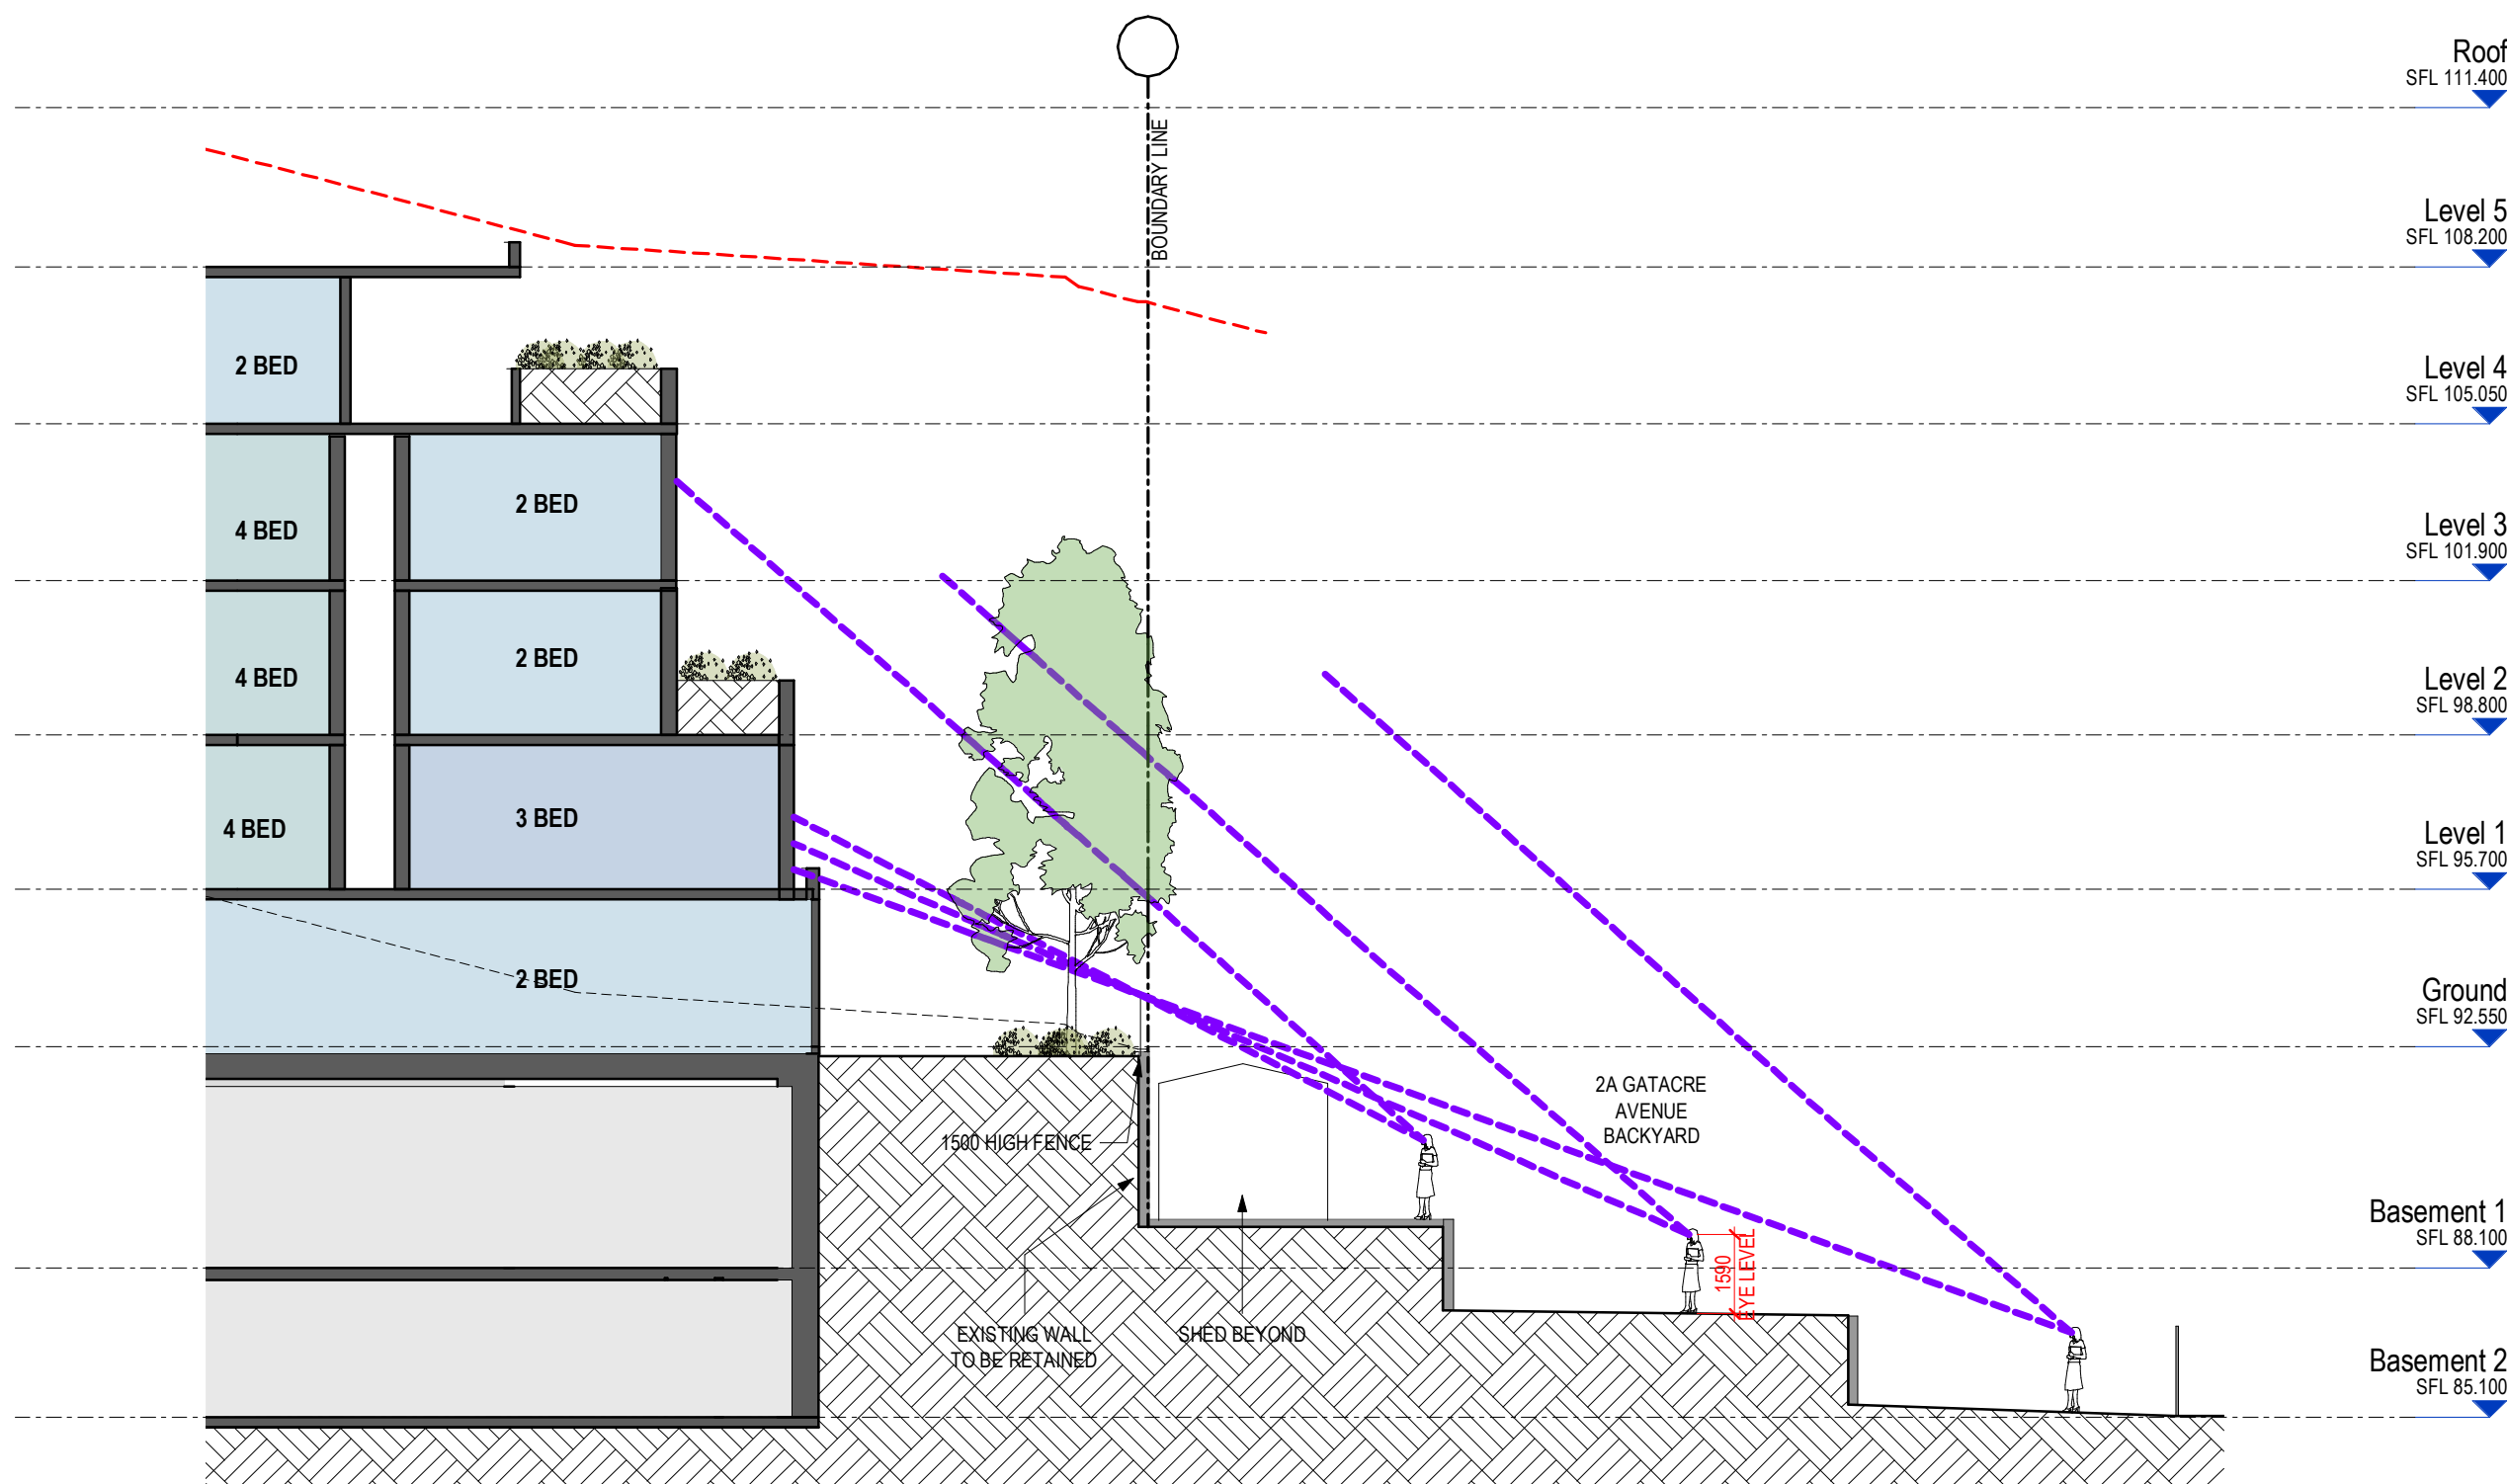 Roof
SFL 111.400
BOUNDARY LINE
Level 5
SFL 108.200
2 BED
Level 4
SFL 105.050
4 BED
2 BED
Level 3
SFL 101.900
4 BED
2 BED
Level 2
SFL 98.800
4 BED
3 BED
Level 1
SFL 95.700
2 BED
Ground
SFL 92.550
2A GATACRE
AVENUE
BACKYARD
1500 HIGH FENCE
Basement 1
SFL 88.100
1590
EYE LEVEL
EXISTING WALL
TO BE RETAINED
SHED BEYOND
Basement 2
SFL 85.100